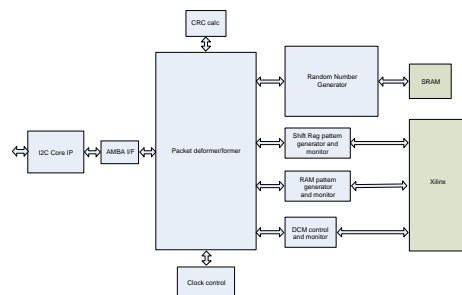 CRC calc
Random Number
Generator
SRAM
Shift Reg pattern
generator and
monitor
I2C Core IP
AMBA I/F
Packet deformer/former
Xilinx
RAM pattern
generator
and monitor
DCM control
and monitor
Clock control